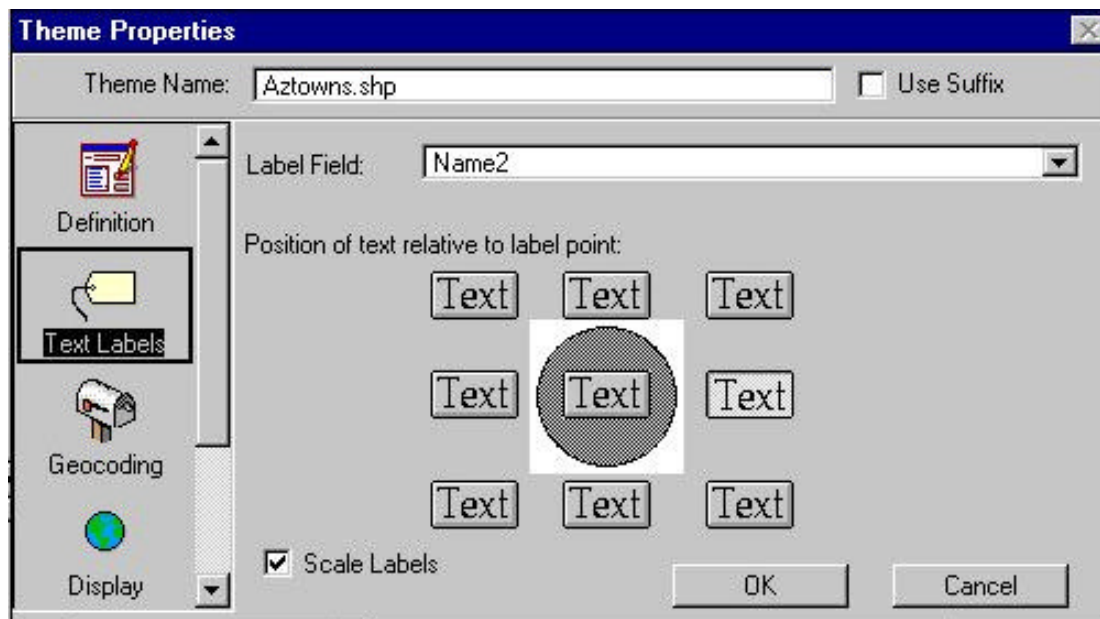 Theme Properties
Theme Name: Aztowns.shp Use Suffix
Definition
Text Labels
Geocoding
Display
Label Field: Name2
Position of text relative to label point:
Text Text Text
Text Text Text
Text Text Text
Scale Labels
OK Cancel